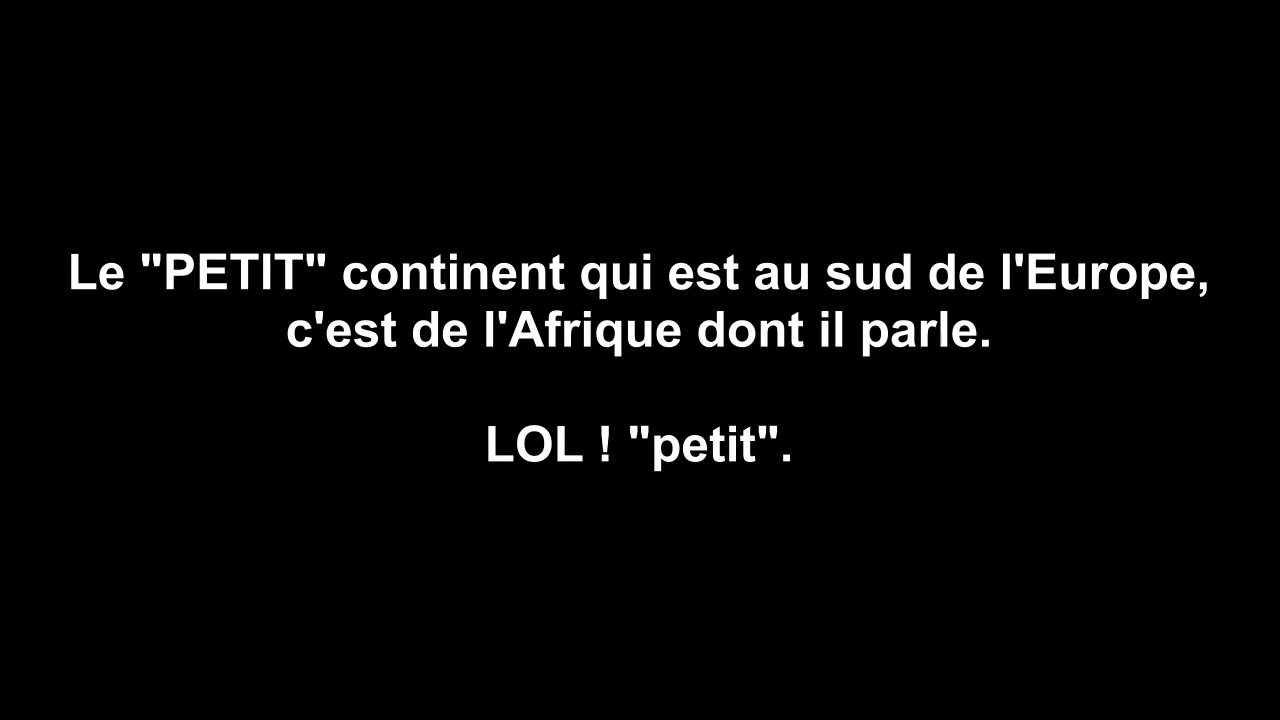 Le "PETIT" continent qui est au sud de l'Europe,
c'est de l'Afrique dont il parle.
LOL ! "petit".